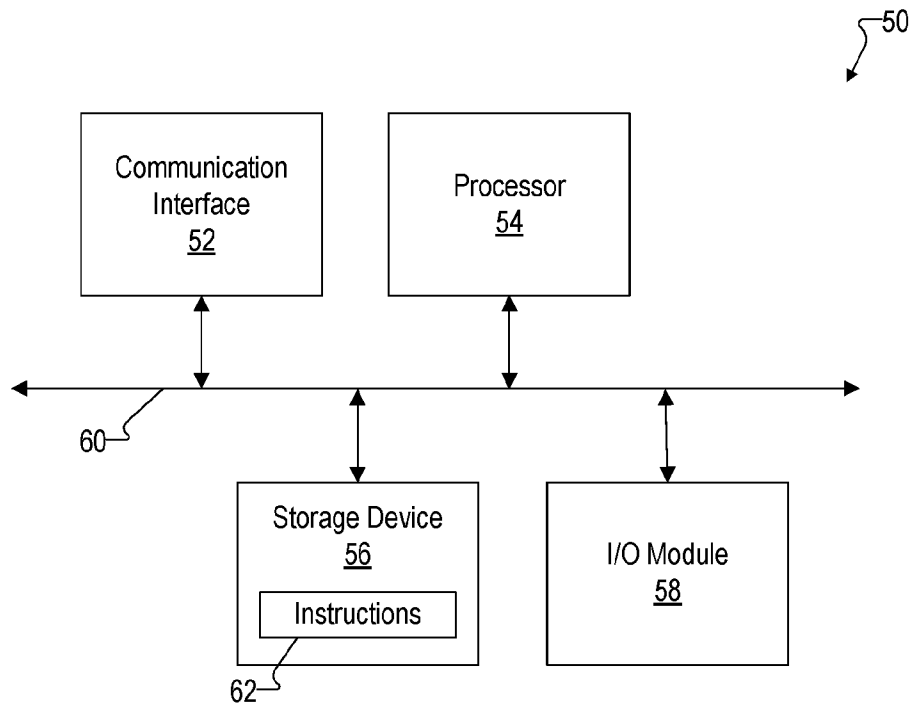 50
Communication
Interface
52
Processor
54
60
Storage Device
56
Instructions
62
I/O Module
58